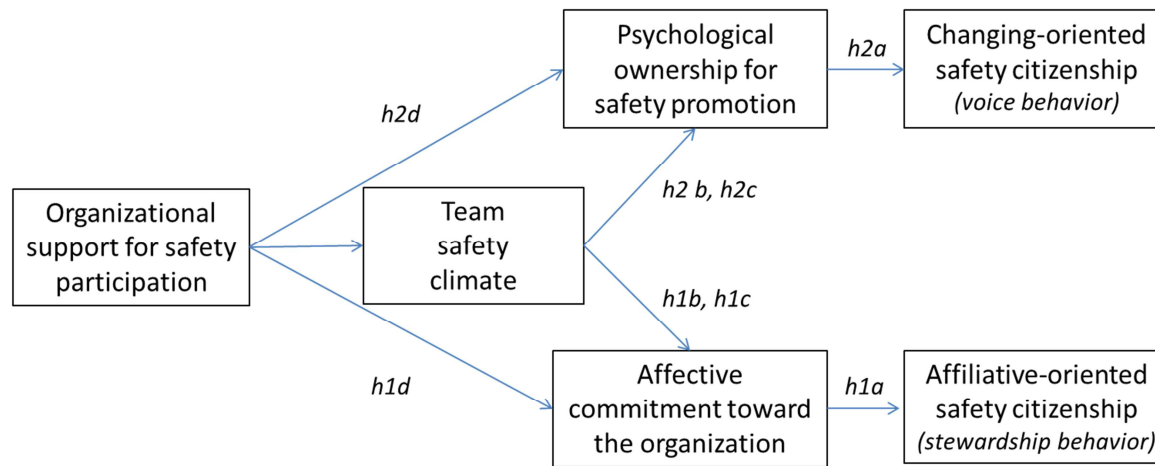 Psychological
ownership for
safety promotion
h2a
Changing-oriented
safety citizenship
(voice behavior)
h2d
h2 b, h2c
Organizational
support for safety
participation
Team
safety
climate
h1b, h1c
h1d
Affective
commitment toward
the organization
h1a
Affiliative-oriented
safety citizenship
(stewardship behavior)